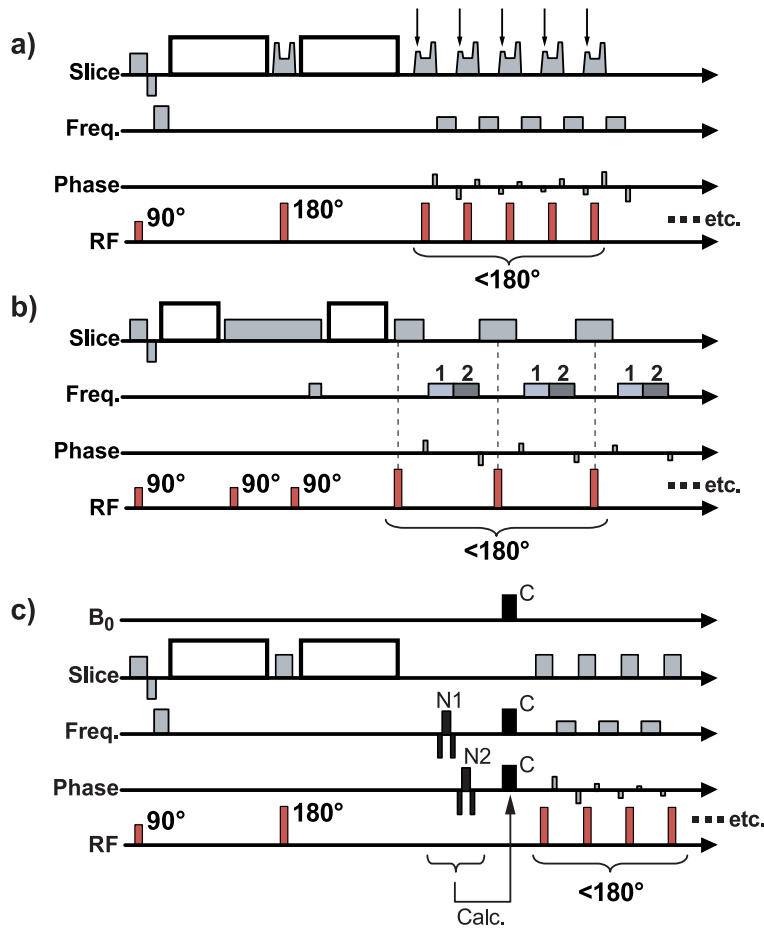 a)
Slice
Freq.
Phase
90°
180°
RF
etc.
<180°
b)
Slice
1 2 1 2 1 2
Freq.
Phase
90° 90° 90°
etc.
RF
<180°
c)
B₀
C
Slice
N1
C
Freq.
N2
C
Phase
90°
180°
etc.
RF
<180°
Calc.